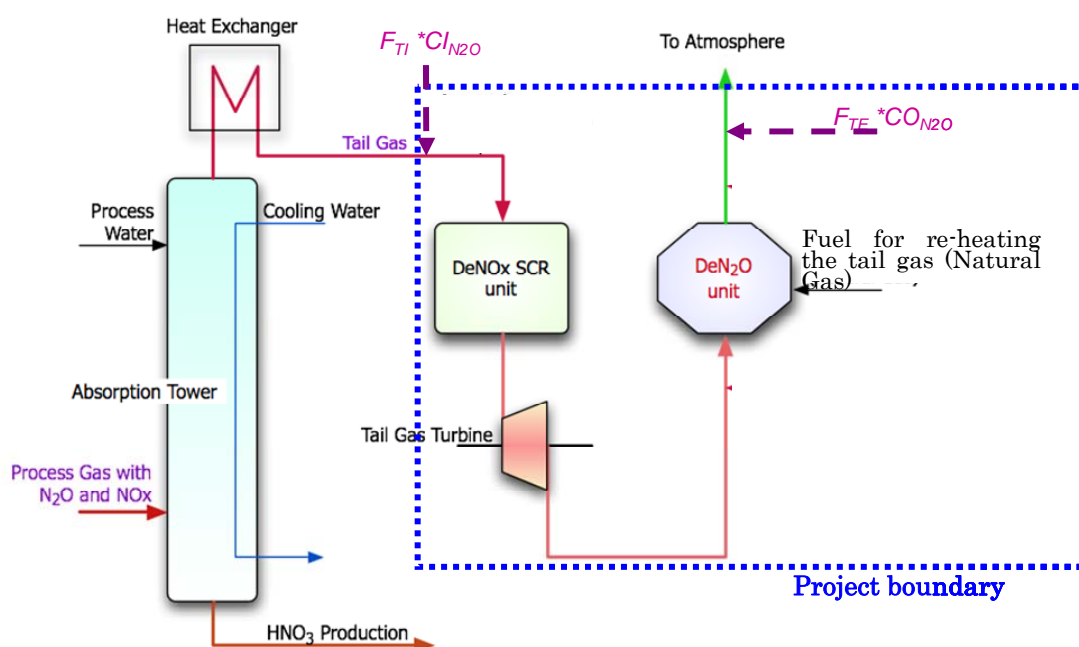 Heat Exchanger
F_TI *CI_N2O
To Atmosphere
F_TE *CO_N2O
Tail Gas
Process
Water
Cooling Water
DeNOx SCR
unit
DeN₂O
unit
Fuel for re-heating
the tail gas (Natural
Gas)
Absorption Tower
Tail Gas Turbine
Process Gas with
N₂O and NOx
Project boundary
HNO₃ Production